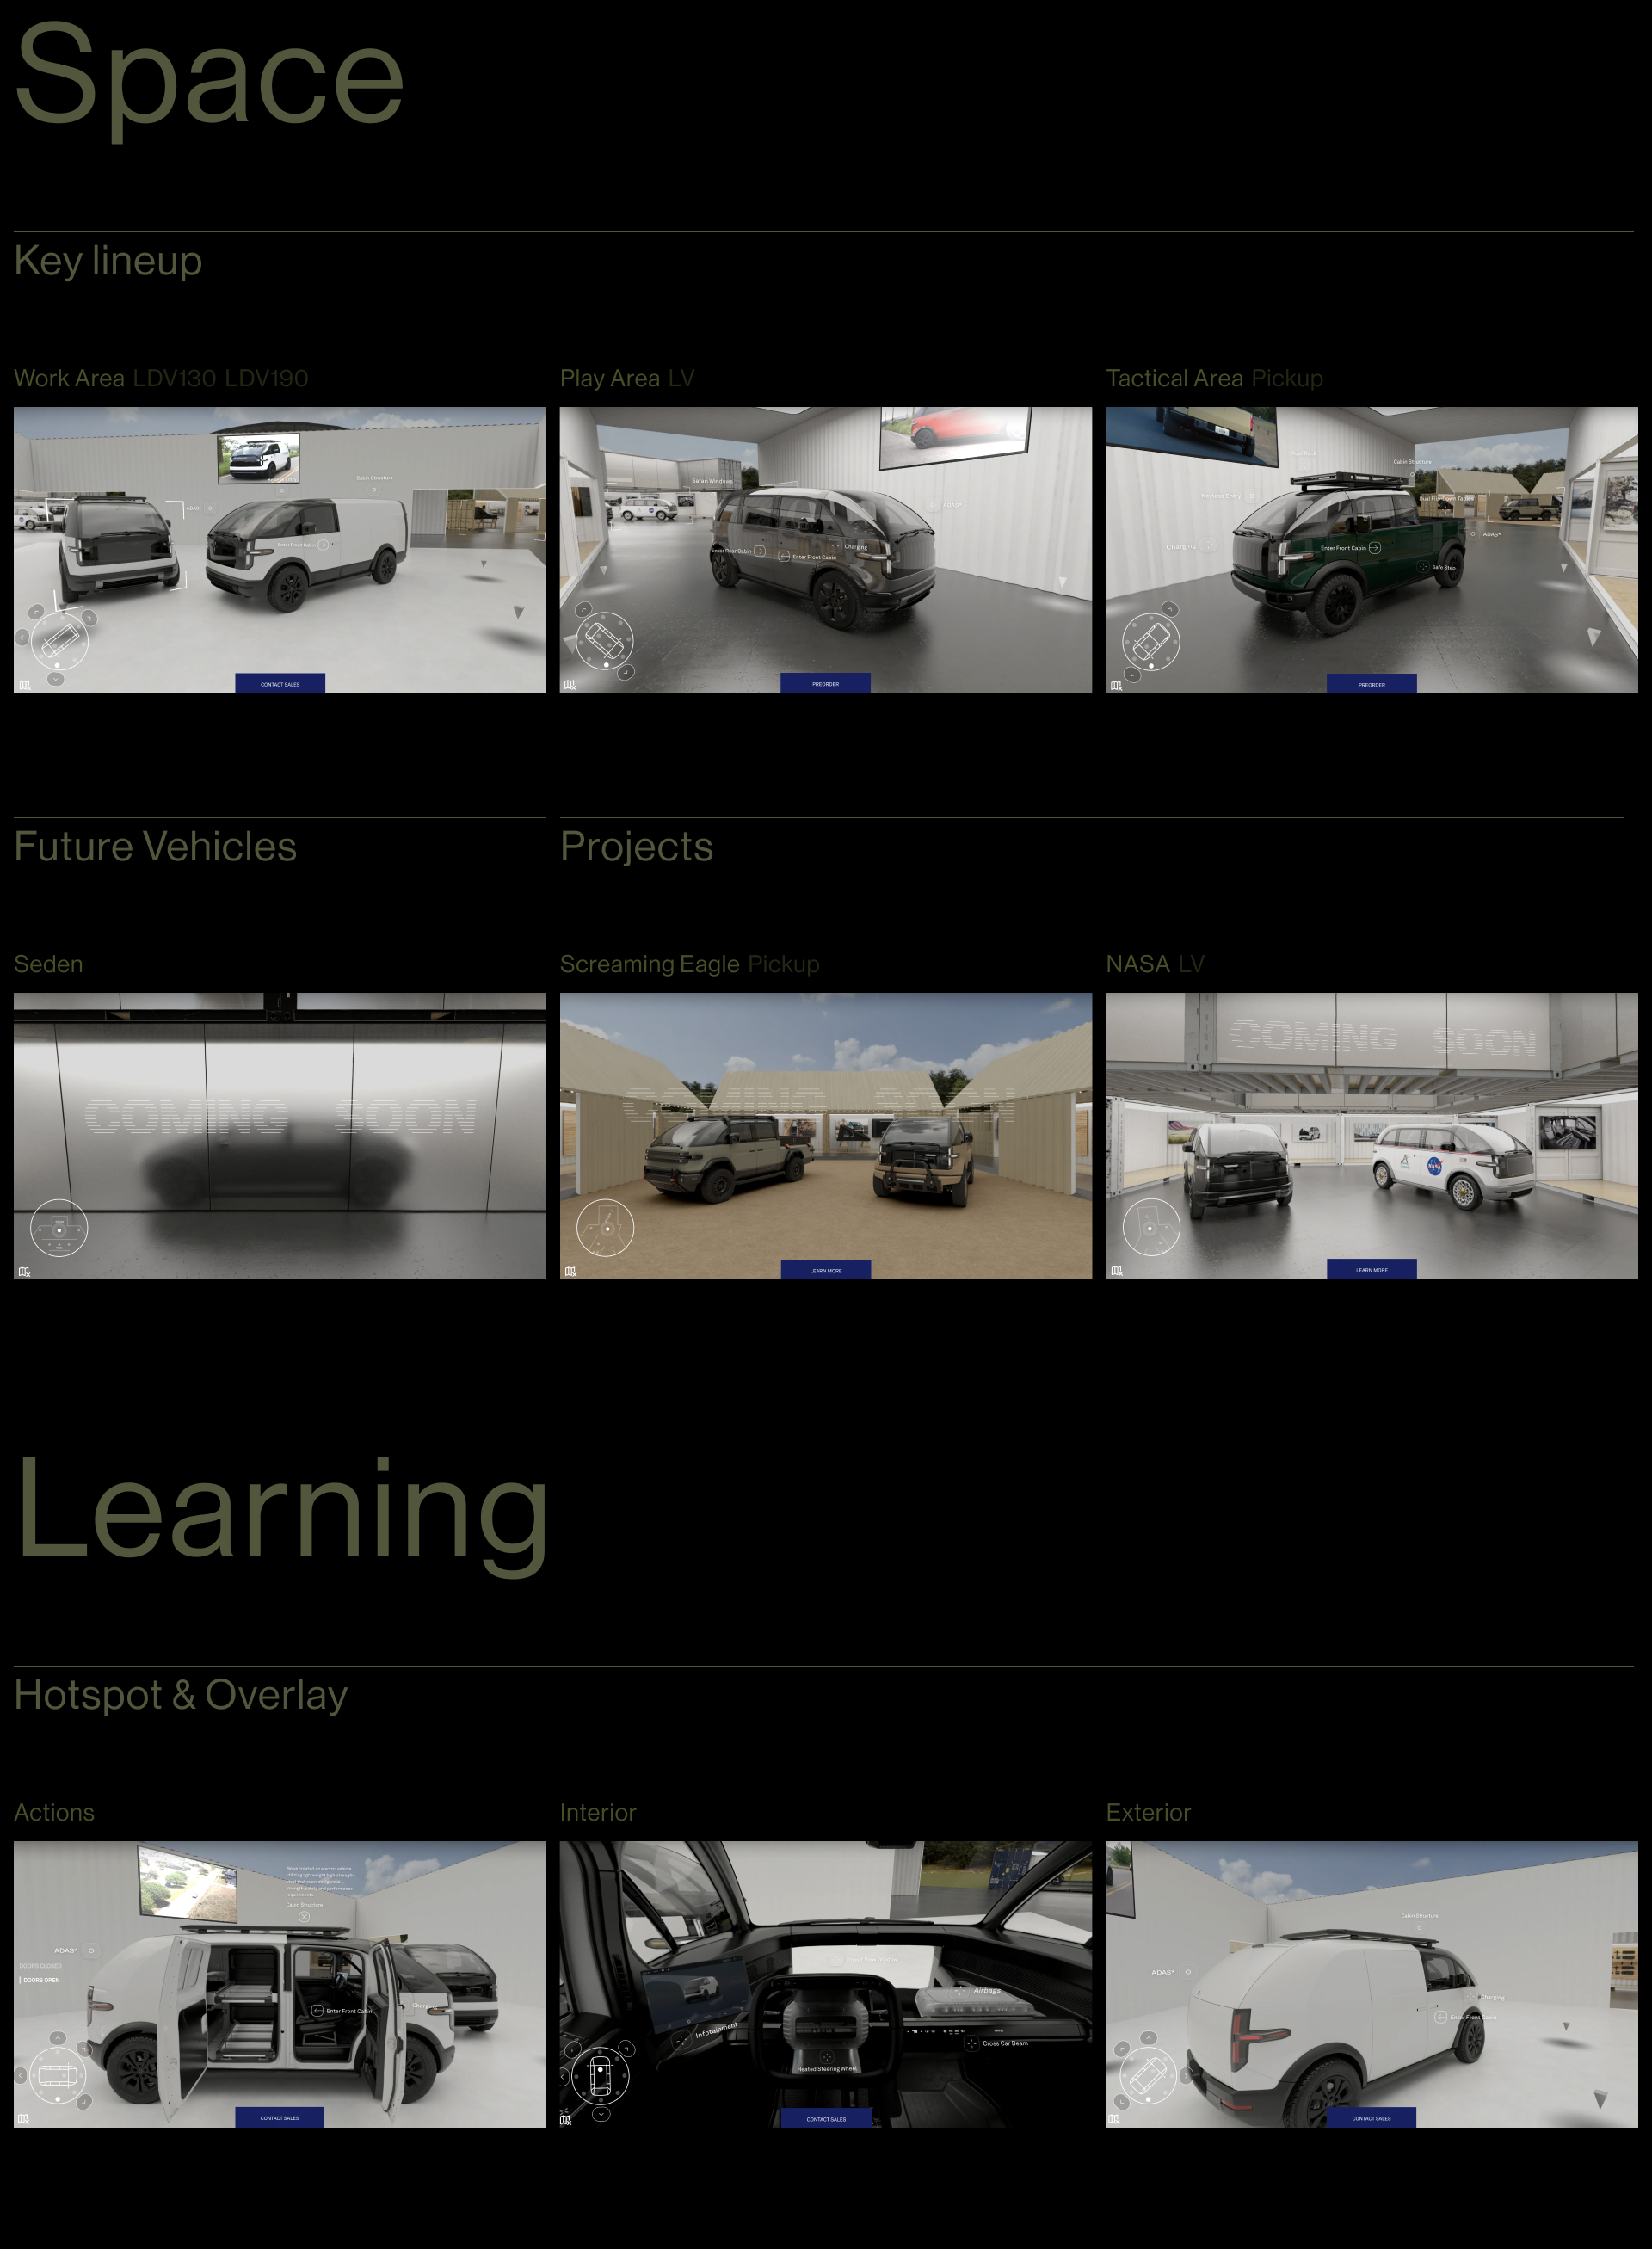 Space
Key lineup
Work Area LDV130 LDV190
Play Area LV
Tactical Area Pickup
Cabin Structure
ADAS*
Enter Front Cabin
CONTACT SALES
Safari Windows
ADAS*
Enter Rear Cabin
Enter Front Cabin
Charging
PREORDER
Roof Rack
Cabin Structure
Keyless Entry
ADAS*
Charging
Enter Front Cabin
Safe Step
PREORDER
Future Vehicles
Projects
Seden
Screaming Eagle Pickup
NASA LV
COMING SOON
COMING SOON
LEARN MORE
COMING SOON
NASA
LEARN MORE
Learning
Hotspot & Overlay
Actions
Interior
Exterior
Cabin Structure
ADAS*
DOORS CLOSED
DOORS OPEN
Enter Front Cabin
Charging
CONTACT SALES
Airbags
Infotainment
Cross Car Beam
Heated Steering Wheel
CONTACT SALES
Cabin Structure
ADAS*
Charging
Enter Front Cabin
CONTACT SALES